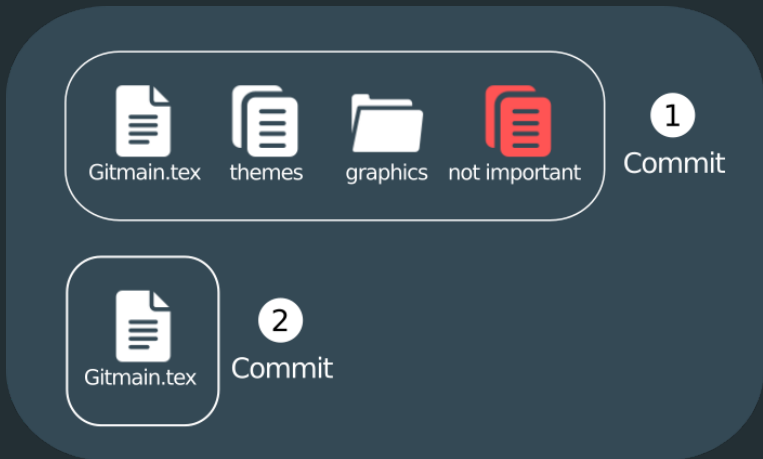 Gitmain.tex themes graphics not important
1
Commit
Gitmain.tex
2
Commit